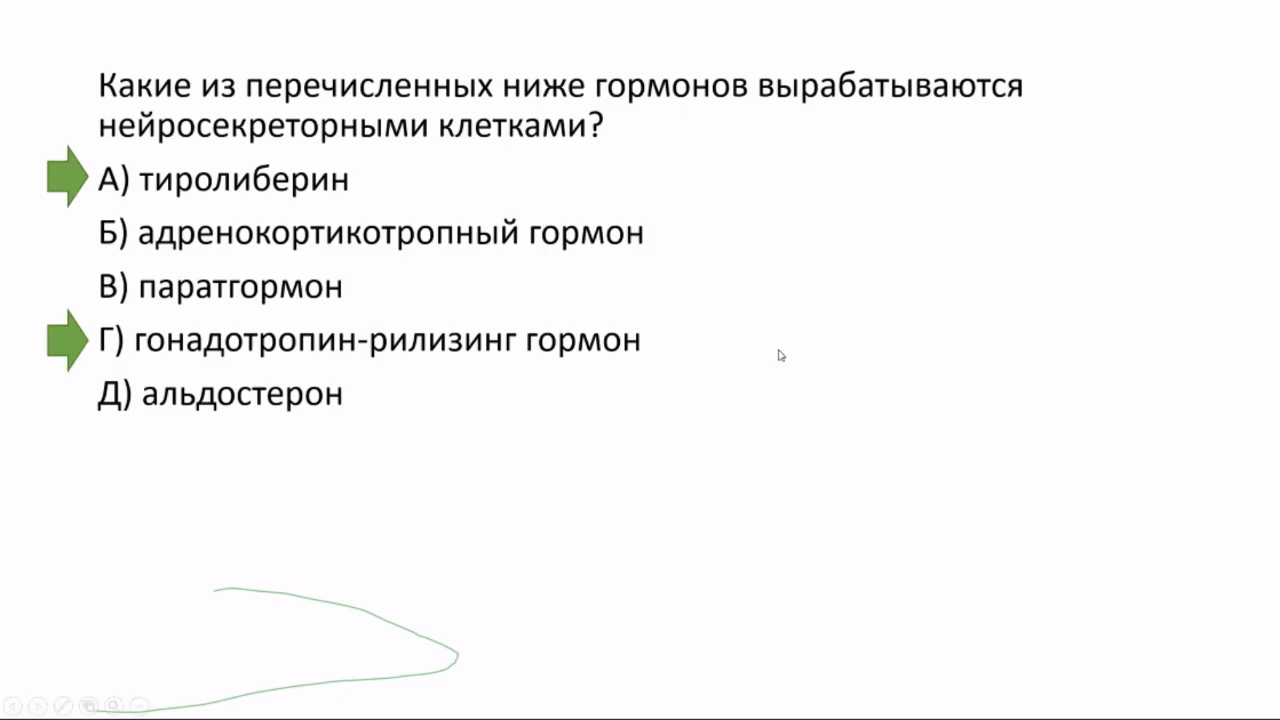 Какие из перечисленных ниже гормонов вырабатываются
нейросекреторными клетками?
А) тиролиберин
Б) адренокортикотропный гормон
В) паратгормон
Г) гонадотропин-рилизинг гормон
Д) альдостерон